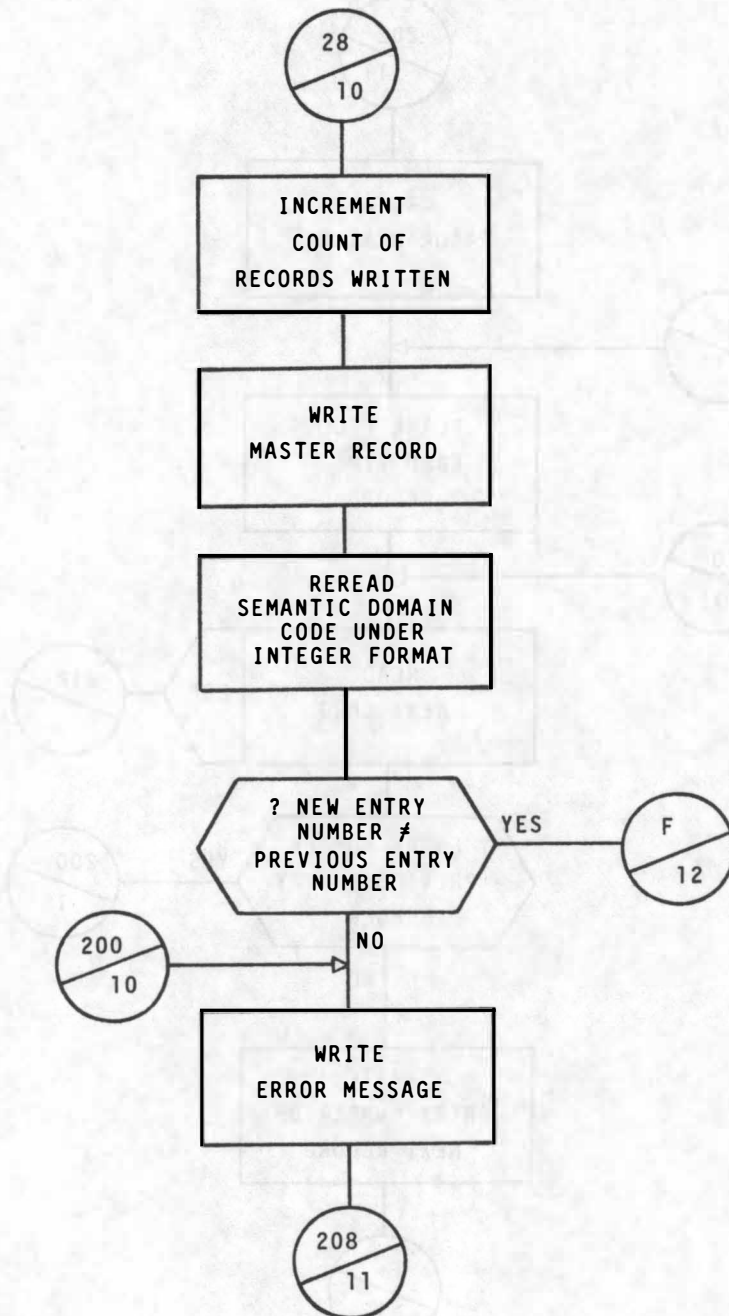 28
10
INCREMENT
COUNT OF
RECORDS WRITTEN
WRITE
MASTER RECORD
REREAD
SEMANTIC DOMAIN
CODE UNDER
INTEGER FORMAT
? NEW ENTRY
NUMBER ≠
PREVIOUS ENTRY
NUMBER
YES
F
12
NO
200
10
WRITE
ERROR MESSAGE
208
11